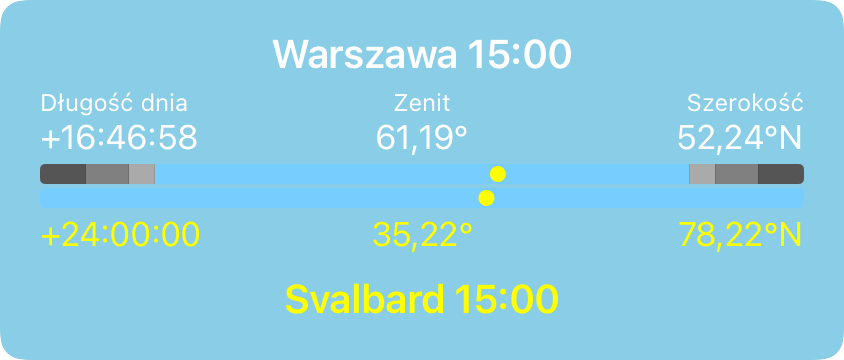 Warszawa 15:00
Długość dnia Zenit Szerokość
+16:46:58 61,19° 52,24°N
+24:00:00 35,22° 78,22°N
Svalbard 15:00